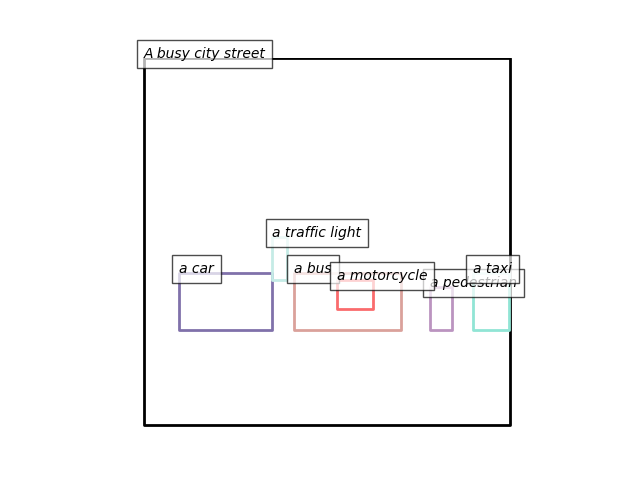 A busy city street
a traffic light
a car
a bus
a motorcycle
a taxi
a pedestrian